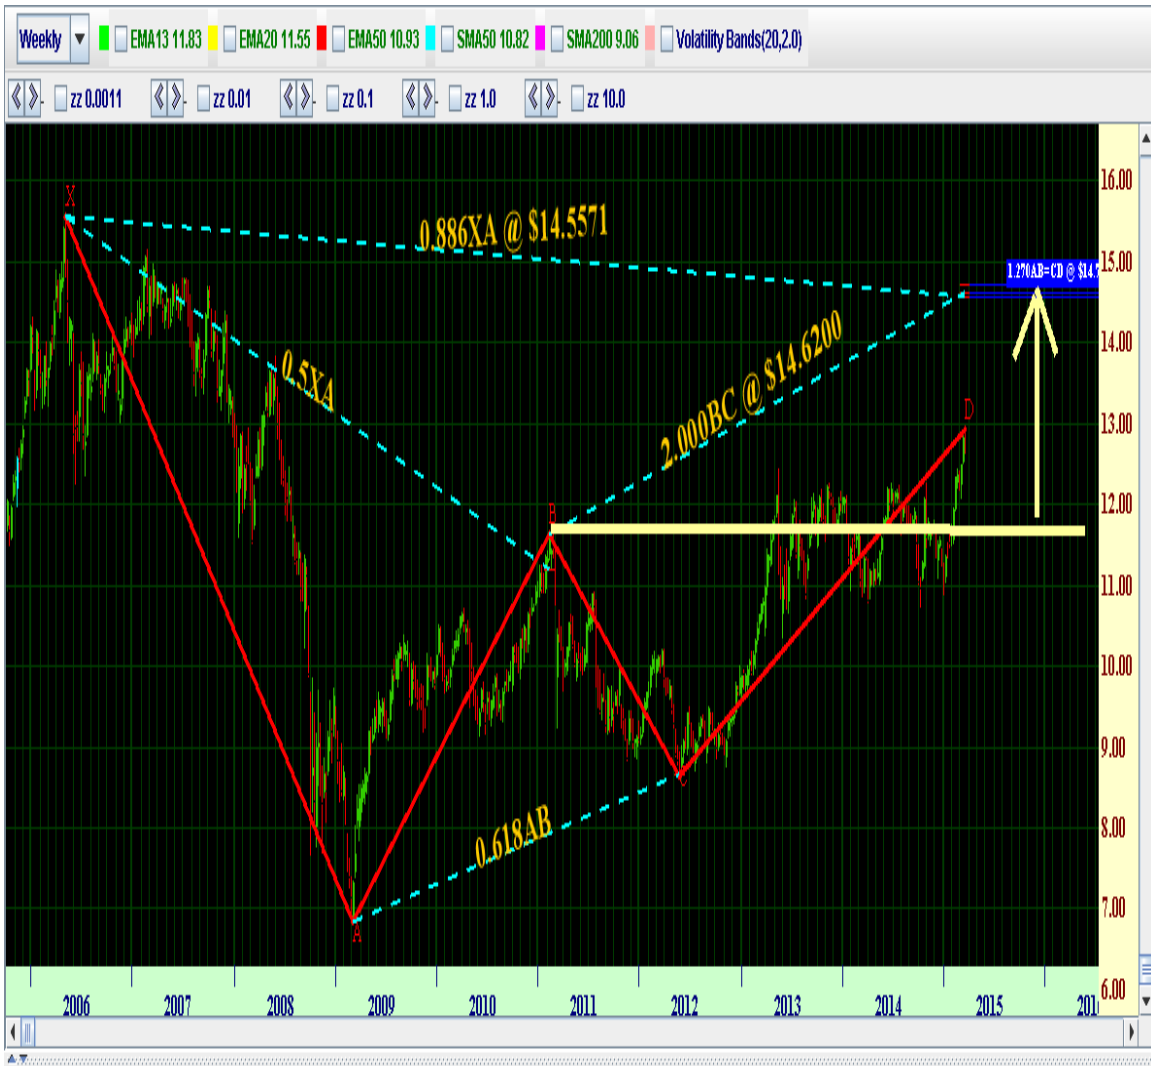 Weekly EMA13 11.83 EMA20 11.55 EMA50 10.93 SMA50 10.82 SMA200 9.06 Volatility Bands(20,2.0)
zz 0.0011 zz 0.01 zz 0.1 zz 1.0 zz 10.0
X
16.00
0.886XA @ $14.5571
15.00
1.270AB=CD @ $14.7
14.00
0.5XA
2.000BC @ $14.6200
13.00
D
12.00
B
11.00
10.00
9.00
C
8.00
0.618AB
7.00
A
6.00
2006 2007 2008 2009 2010 2011 2012 2013 2014 2015 201